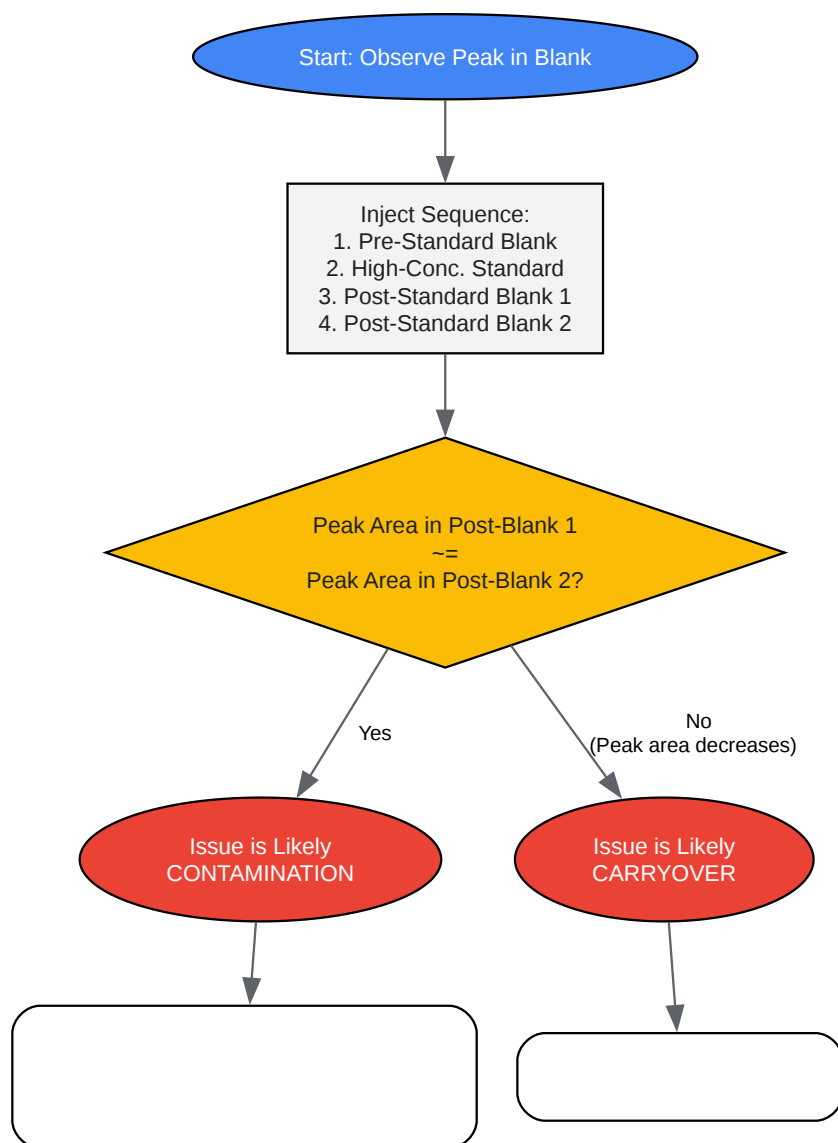 Start: Observe Peak in Blank
Inject Sequence:
1. Pre-Standard Blank
2. High-Conc. Standard
3. Post-Standard Blank 1
4. Post-Standard Blank 2
Peak Area in Post-Blank 1
~=
Peak Area in Post-Blank 2?
Yes
No
(Peak area decreases)
Issue is Likely
CONTAMINATION
Issue is Likely
CARRYOVER